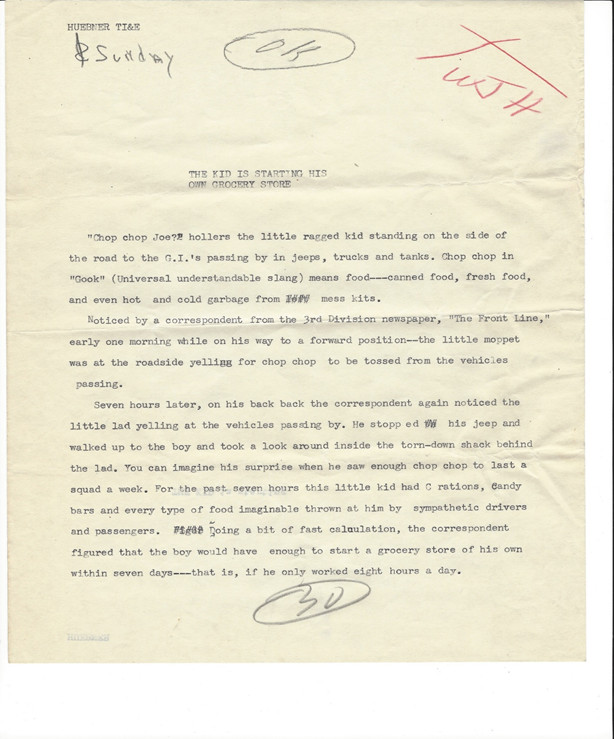 HUEBNER TI&E
Sunday
OK
WJH
THE KID IS STARTING HIS
OWN GROCERY STORE
"Chop chop Joe?" hollers the little ragged kid standing on the side of
the road to the G.I.'s passing by in jeeps, trucks and tanks. Chop chop in
"Gook" (Universal understandable slang) means food---canned food, fresh food,
and even hot and cold garbage from mess kits.
Noticed by a correspondent from the 3rd Division newspaper, "The Front Line,"
early one morning while on his way to a forward position--the little moppet
was at the roadside yelling for chop chop to be tossed from the vehicles
passing.
Seven hours later, on his back back the correspondent again noticed the
little lad yelling at the vehicles passing by. He stopp ed his jeep and
walked up to the boy and took a look around inside the torn-down shack behind
the lad. You can imagine his surprise when he saw enough chop chop to last a
squad a week. For the past seven hours this little kid had C rations, Candy
bars and every type of food imaginable thrown at him by sympathetic drivers
and passengers. Doing a bit of fast calculation, the correspondent
figured that the boy would have enough to start a grocery store of his own
within seven days---that is, if he only worked eight hours a day.
30